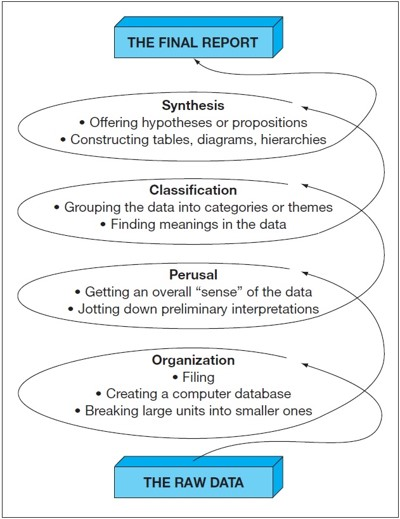 THE FINAL REPORT
Synthesis
• Offering hypotheses or propositions
• Constructing tables, diagrams, hierarchies
Classification
• Grouping the data into categories or themes
• Finding meanings in the data
Perusal
• Getting an overall “sense” of the data
• Jotting down preliminary interpretations
Organization
• Filing
• Creating a computer database
• Breaking large units into smaller ones
THE RAW DATA